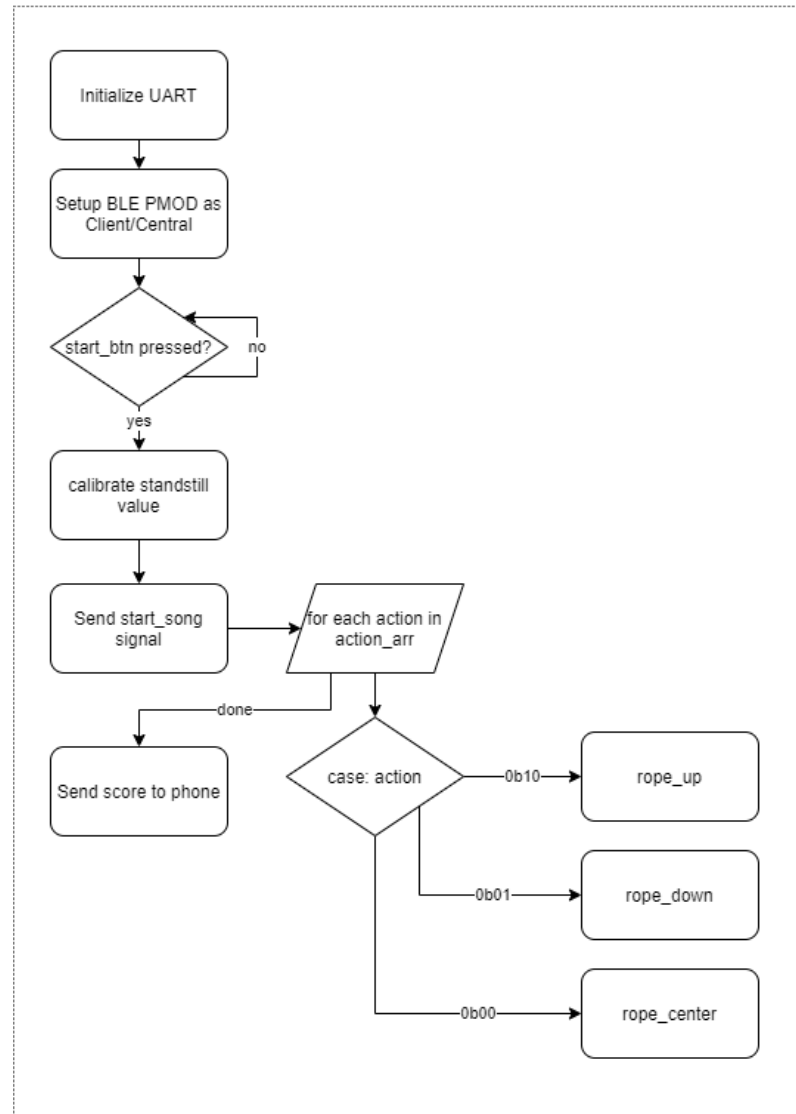 Initialize UART
Setup BLE PMOD as
Client/Central
start_btn pressed?
no
yes
calibrate standstill
value
Send start_song
signal
for each action in
action_arr
done
Send score to phone
case: action
0b10
rope_up
0b01
rope_down
0b00
rope_center